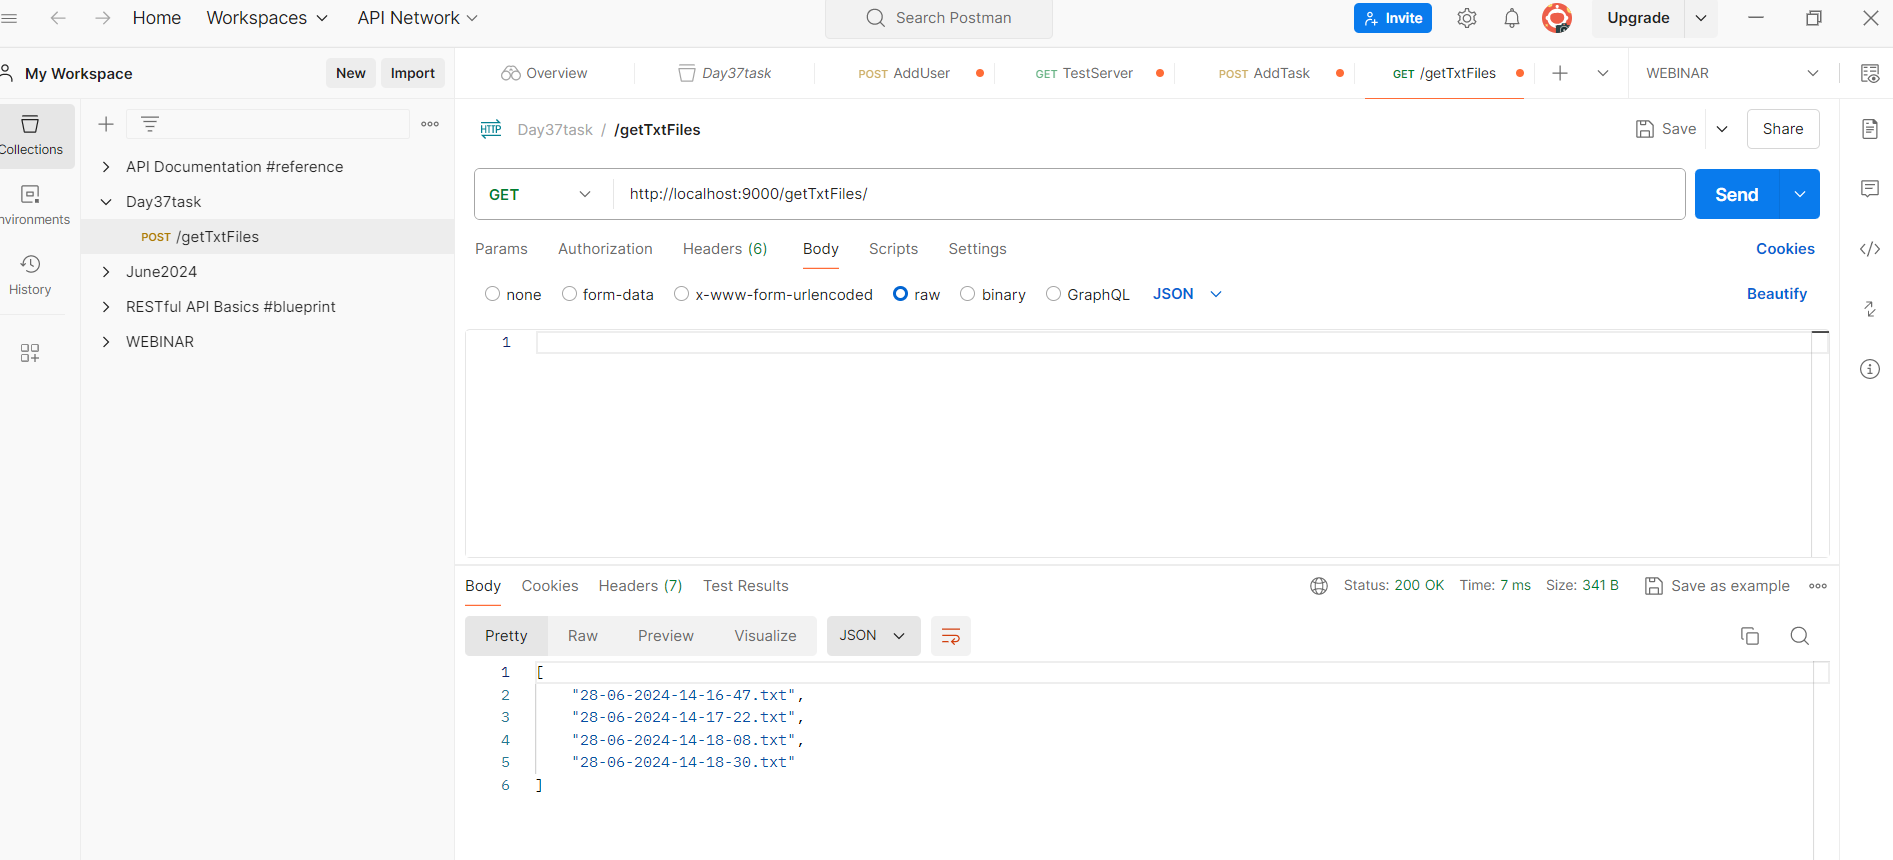 Home Workspaces API Network Search Postman Invite Upgrade
My Workspace New Import Overview Day37task POST AddUser GET TestServer POST AddTask GET /getTxtFiles WEBINAR
Collections
nvironments
History
API Documentation #reference
Day37task
POST /getTxtFiles
June2024
RESTful API Basics #blueprint
WEBINAR
HTTP Day37task / /getTxtFiles Save Share
GET http://localhost:9000/getTxtFiles/ Send
Params Authorization Headers (6) Body Scripts Settings Cookies
none form-data x-www-form-urlencoded raw binary GraphQL JSON Beautify
1
Body Cookies Headers (7) Test Results Status: 200 OK Time: 7 ms Size: 341 B Save as example
Pretty Raw Preview Visualize JSON
1 [
2 "28-06-2024-14-16-47.txt",
3 "28-06-2024-14-17-22.txt",
4 "28-06-2024-14-18-08.txt",
5 "28-06-2024-14-18-30.txt"
6 ]